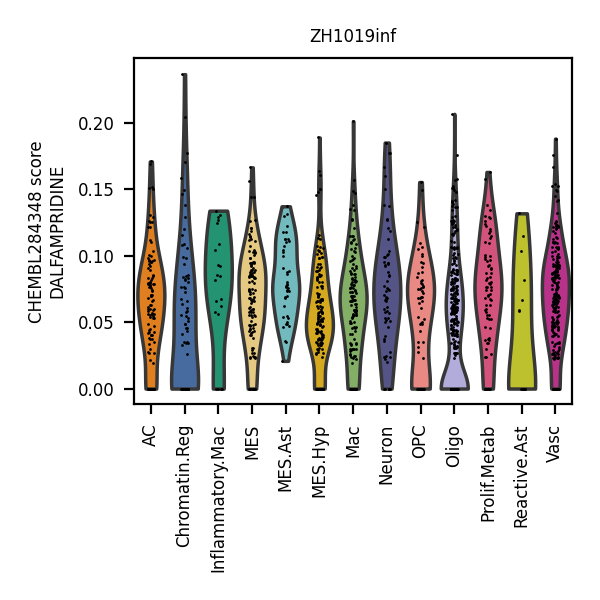 ZH1019inf
CHEMBL284348 score
DALFAMPRIDINE
0.20
0.15
0.10
0.05
0.00
AC
Chromatin.Reg
Inflammatory.Mac
MES
MES.Ast
MES.Hyp
Mac
Neuron
OPC
Oligo
Prolif.Metab
Reactive.Ast
Vasc